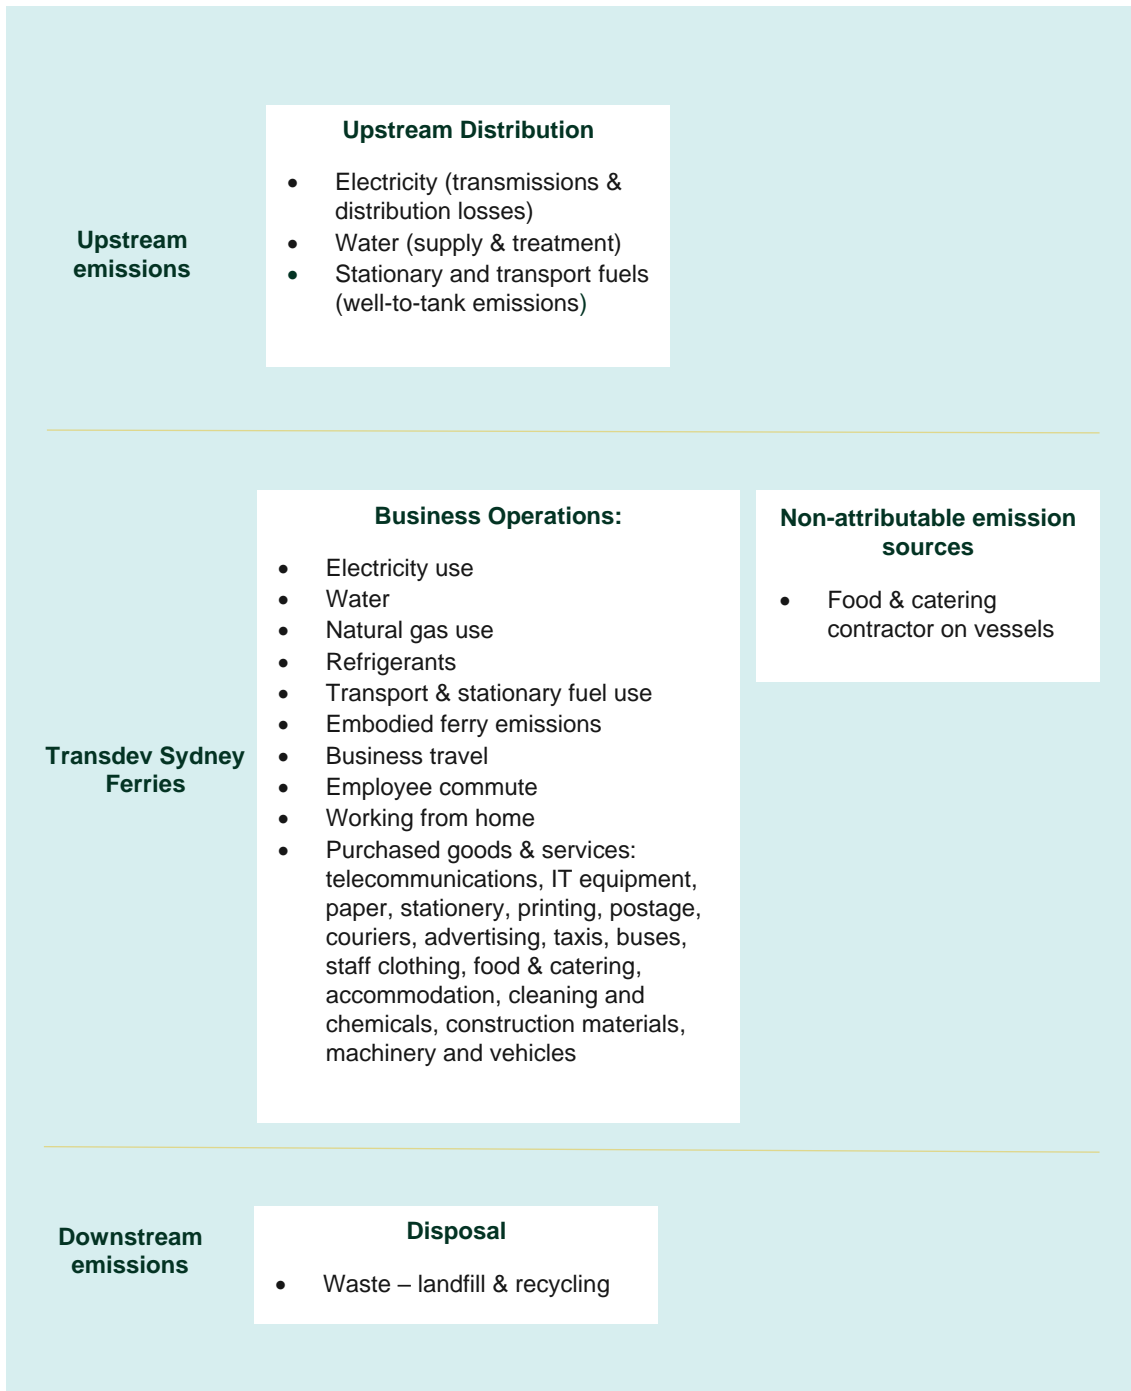 Upstream Distribution
• Electricity (transmissions &
distribution losses)
• Water (supply & treatment)
• Stationary and transport fuels
(well-to-tank emissions)
Upstream
emissions
Business Operations:
• Electricity use
• Water
• Natural gas use
• Refrigerants
• Transport & stationary fuel use
• Embodied ferry emissions
• Business travel
• Employee commute
• Working from home
• Purchased goods & services:
telecommunications, IT equipment,
paper, stationery, printing, postage,
couriers, advertising, taxis, buses,
staff clothing, food & catering,
accommodation, cleaning and
chemicals, construction materials,
machinery and vehicles
Non-attributable emission
sources
• Food & catering
contractor on vessels
Transdev Sydney
Ferries
Downstream
emissions
Disposal
• Waste – landfill & recycling